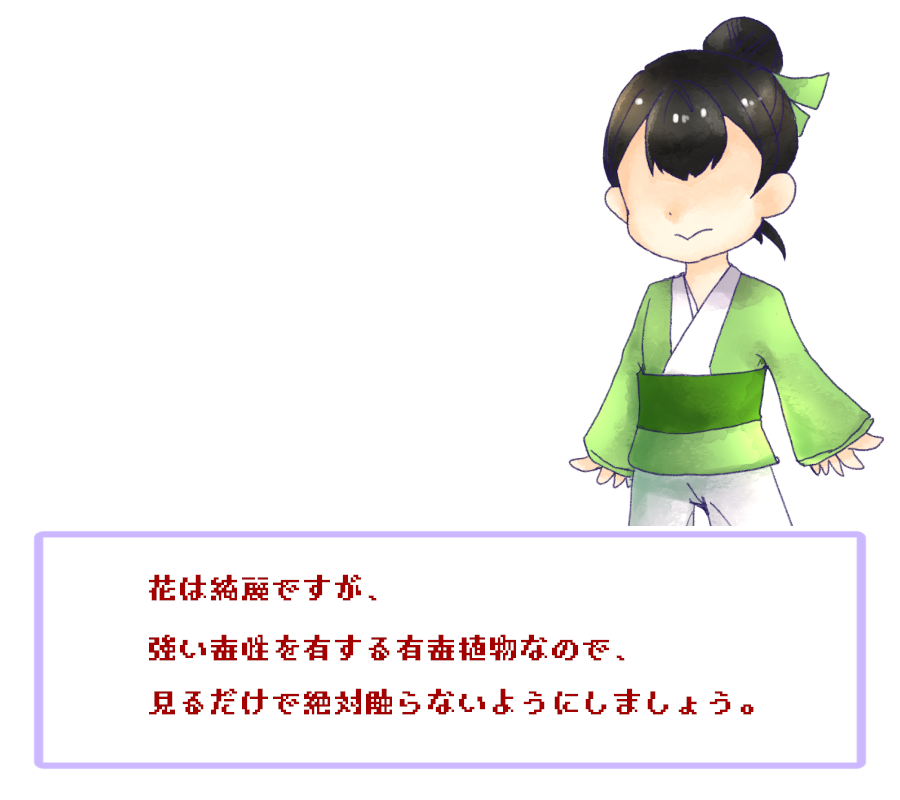 花は綺麗ですが、
強い毒性を有する有毒植物なので、
見るだけで絶対触らないようにしましょう。